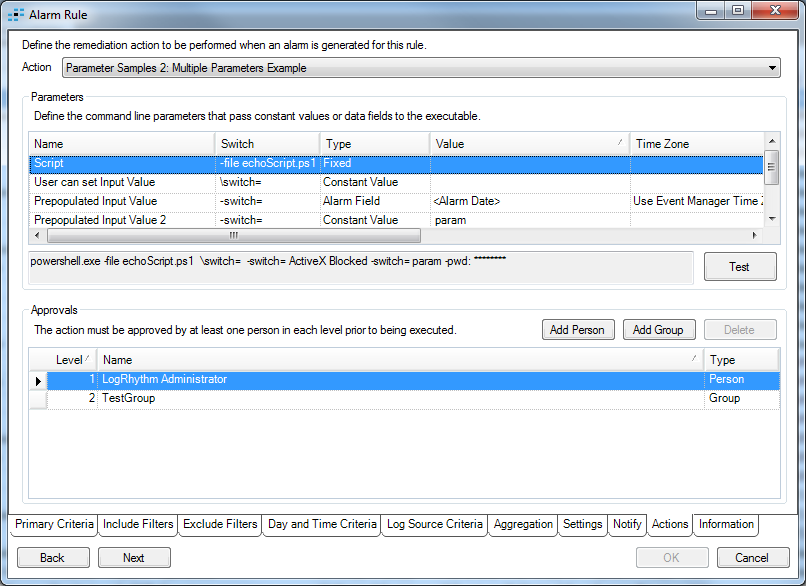 Alarm Rule
Define the remediation action to be performed when an alarm is generated for this rule.
Action Parameter Samples 2: Multiple Parameters Example
Parameters
Define the command line parameters that pass constant values or data fields to the executable.
Name Switch Type Value Time Zone
Script -file echoScript.ps1 Fixed
User can set Input Value \switch= Constant Value
Prepopulated Input Value -switch= Alarm Field <Alarm Date> Use Event Manager Time
Prepopulated Input Value 2 -switch= Constant Value param
powershell.exe -file echoScript.ps1 \switch= -switch= ActiveX Blocked -switch= param -pwd: ********
Test
Approvals
The action must be approved by at least one person in each level prior to being executed.
Add Person Add Group Delete
Level Name Type
1 LogRhythm Administrator Person
2 TestGroup Group
Primary Criteria Include Filters Exclude Filters Day and Time Criteria Log Source Criteria Aggregation Settings Notify Actions Information
Back Next OK Cancel